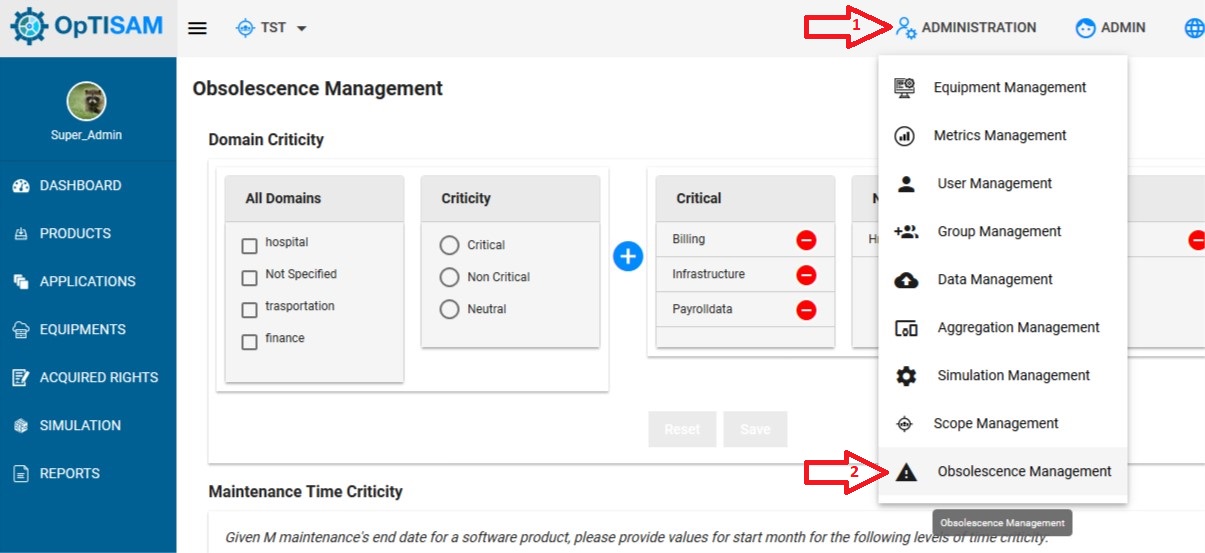 OpTISAM
TST
1
ADMINISTRATION
ADMIN
Super_Admin
DASHBOARD
PRODUCTS
APPLICATIONS
EQUIPMENTS
ACQUIRED RIGHTS
SIMULATION
REPORTS
Obsolescence Management
Domain Criticity
All Domains
hospital
Not Specified
trasportation
finance
Criticity
Critical
Non Critical
Neutral
Critical
Billing
Infrastructure
Payrolldata
Reset
Save
Equipment Management
Metrics Management
User Management
Group Management
Data Management
Aggregation Management
Simulation Management
Scope Management
2
Obsolescence Management
Obsolescence Management
Maintenance Time Criticity
Given M maintenance's end date for a software product, please provide values for start month for the following levels of time criticity.